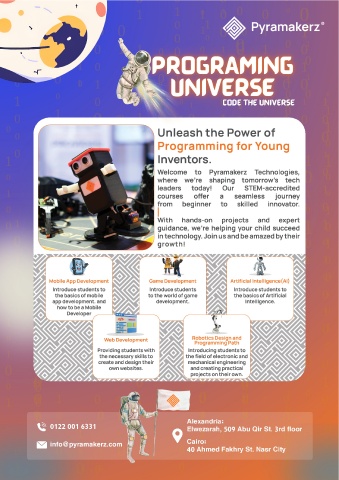 Pyramakerz®
PROGRAMING
UNIVERSE
CODE THE UNIVERSE
Unleash the Power of
Programming for Young
Inventors.
Welcome to Pyramakerz Technologies,
where we're shaping tomorrow's tech
leaders today! Our STEM-accredited
courses offer a seamless journey
from beginner to skilled innovator.
With hands-on projects and expert
guidance, we're helping your child succeed
in technology. Join us and be amazed by their
growth!
Mobile App Development
Introduce students to
the basics of mobile
app development. and
how to be a Mobile
Developer
Game Development
Introduce students
to the world of game
development.
Artificial Intelligence(AI)
Introduce students to
the basics of Artificial
Intelligence.
Web Development
Providing students with
the necessary skills to
create and design their
own websites.
Robotics Design and
Programming Path
Introducing students to
the field of electronic and
mechanical engineering
and creating practical
projects on their own.
0122 001 6331
info@pyramakerz.com
Alexandria:
Elwezarah, 509 Abu Qir St. 3rd floor
Cairo:
40 Ahmed Fakhry St. Nasr City